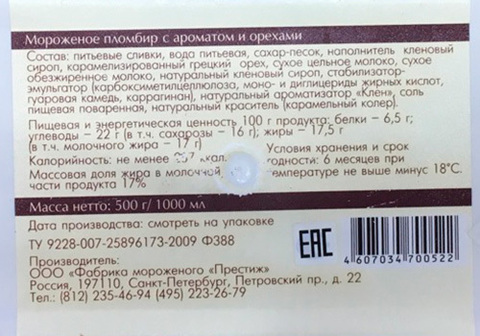 Мороженое пломбир с ароматом и орехами
Состав: питьевые сливки, вода питьевая, сахар-песок, наполнитель кленовый
сироп, карамелизированный грецкий орех, сухое цельное молоко, сухое
обезжиренное молоко, натуральный кленовый сироп, стабилизатор-
эмульгатор (карбоксиметилцеллюлоза, моно- и диглицериды жирных кислот,
гуаровая камедь, каррагинан), натуральный ароматизатор «Клен», соль
пищевая поваренная, натуральный краситель (карамельный колер).
Пищевая и энергетическая ценность 100 г продукта: белки – 6,5 г;
углеводы – 22 г (в т.ч. сахарозы – 16 г); жиры – 17,5 г
(в т.ч. молочного жира – 17 г)
Условия хранения и срок
Калорийность: не менее ккал. годности: 6 месяцев при
Массовая доля жира в молочной температуре не выше минус 18°С.
части продукта 17%
Масса нетто: 500 г/ 1000 мл
Дата производства: смотреть на упаковке
ТУ 9228-007-25896173-2009 Ф388
Производитель:
ООО «Фабрика мороженого «Престиж»
Россия, 197110, Санкт-Петербург, Петровский пр., д. 22
Тел.: (812) 235-46-94 (495) 223-26-79
ЕАС
4 607034 700522